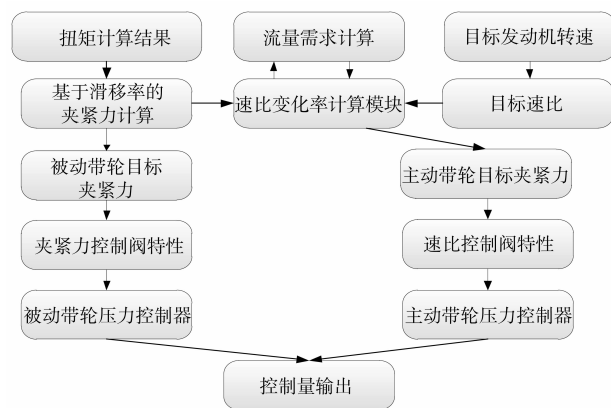 扭矩计算结果
流量需求计算
目标发动机转速
基于滑移率的
夹紧力计算
速比变化率计算模块
目标速比
被动带轮目标
夹紧力
主动带轮目标夹紧力
夹紧力控制阀特性
速比控制阀特性
被动带轮压力控制器
主动带轮压力控制器
控制量输出